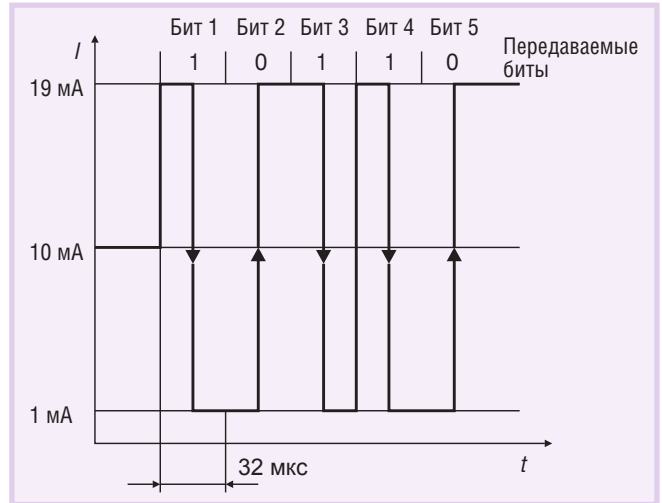 Бит 1 Бит 2 Бит 3 Бит 4 Бит 5
I
1 0 1 1 0
Передаваемые
биты
19 мА
10 мА
1 мА
32 мкс
t